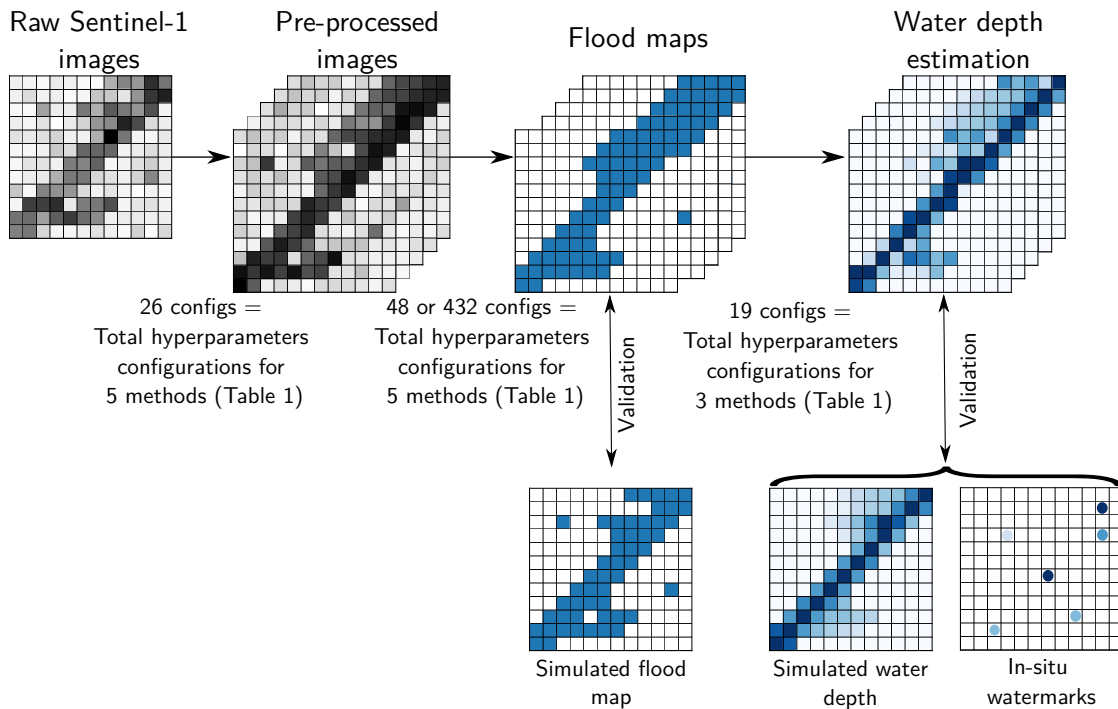 Raw Sentinel-1
images
Pre-processed
images
Flood maps
Water depth
estimation
26 configs =
Total hyperparameters
configurations for
5 methods (Table 1)
48 or 432 configs =
Total hyperparameters
configurations for
5 methods (Table 1)
Validation
19 configs =
Total hyperparameters
configurations for
3 methods (Table 1)
Validation
Simulated flood
map
Simulated water
depth
In-situ
watermarks